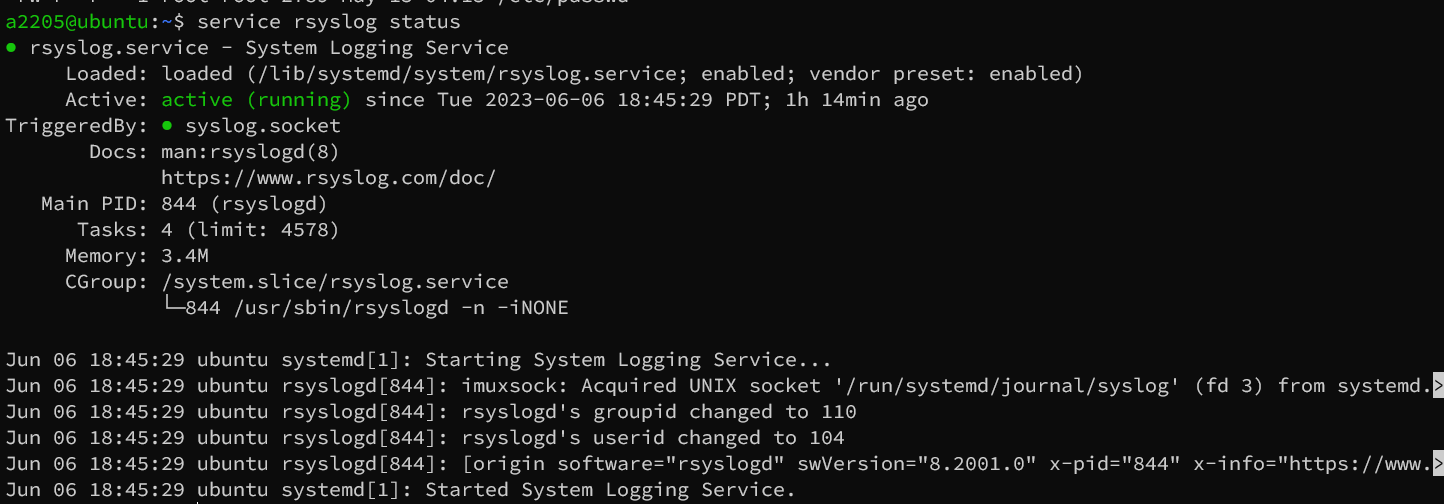 a2205@ubuntu:~$ service rsyslog status
● rsyslog.service - System Logging Service
     Loaded: loaded (/lib/systemd/system/rsyslog.service; enabled; vendor preset: enabled)
     Active: active (running) since Tue 2023-06-06 18:45:29 PDT; 1h 14min ago
TriggeredBy: ● syslog.socket
       Docs: man:rsyslogd(8)
             https://www.rsyslog.com/doc/
   Main PID: 844 (rsyslogd)
      Tasks: 4 (limit: 4578)
     Memory: 3.4M
     CGroup: /system.slice/rsyslog.service
             └─844 /usr/sbin/rsyslogd -n -iNONE

Jun 06 18:45:29 ubuntu systemd[1]: Starting System Logging Service...
Jun 06 18:45:29 ubuntu rsyslogd[844]: imuxsock: Acquired UNIX socket '/run/systemd/journal/syslog' (fd 3) from systemd.>
Jun 06 18:45:29 ubuntu rsyslogd[844]: rsyslogd's groupid changed to 110
Jun 06 18:45:29 ubuntu rsyslogd[844]: rsyslogd's userid changed to 104
Jun 06 18:45:29 ubuntu rsyslogd[844]: [origin software="rsyslogd" swVersion="8.2001.0" x-pid="844" x-info="https://www.>
Jun 06 18:45:29 ubuntu systemd[1]: Started System Logging Service.